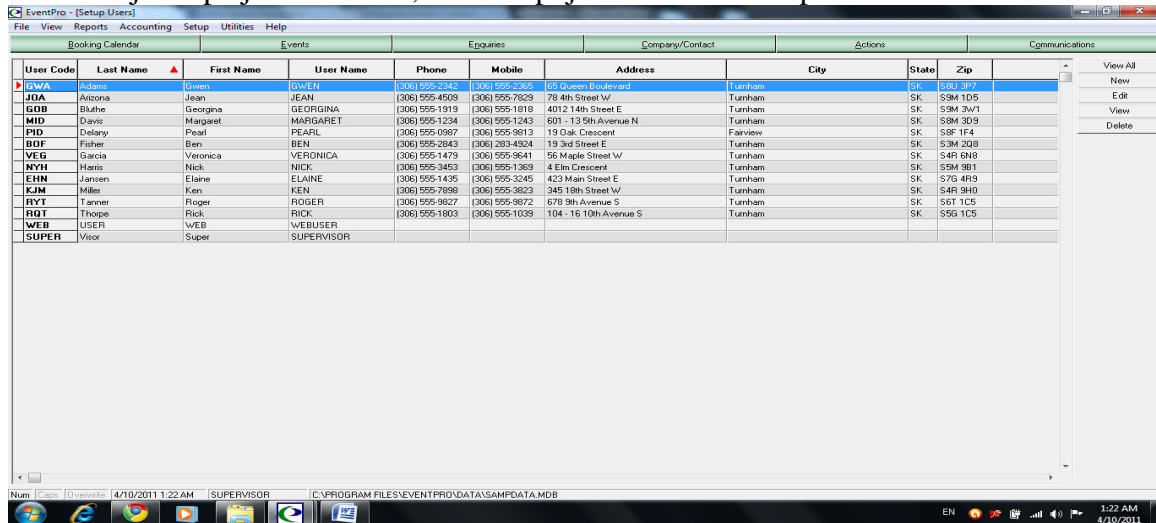 EventPro - [Setup Users]
File View Reports Accounting Setup Utilities Help
Booking Calendar Events Enquiries Company/Contact Actions Communications
User Code Last Name First Name User Name Phone Mobile Address City State Zip View All
New
GWA Adams Gwen GWEN (306) 555-2342 (306) 555-2365 65 Queen Boulevard Turnham SK S8U 3P7
JOA Arizona Jean JEAN (306) 555-4509 (306) 555-7829 78 4th Street W Turnham SK S9M 1D5 Edit
GOB Bluthe Georgina GEORGINA (306) 555-1919 (306) 555-1818 4012 14th Street E Turnham SK S9M 3W1
View
MID Davis Margaret MARGARET (306) 555-1234 (306) 555-1243 601 - 13 5th Avenue N Turnham SK S8M 3D9
PID Delany Pearl PEARL (306) 555-0987 (306) 555-9813 19 Oak Crescent Fairview SK S8F 1F4 Delete
BOF Fisher Ben BEN (306) 555-2843 (306) 283-4924 19 3rd Street E Turnham SK S3M 2Q8
VEG Garcia Veronica VERONICA (306) 555-1479 (306) 555-9641 56 Maple Street W Turnham SK S4R 6N8
NYH Harris Nick NICK (306) 555-3453 (306) 555-1369 4 Elm Crescent Turnham SK S5M 9B1
EHN Jansen Elaine ELAINE (306) 555-1435 (306) 555-3245 423 Main Street E Turnham SK S7G 4R9
KJM Miller Ken KEN (306) 555-7898 (306) 555-3823 345 18th Street W Turnham SK S4R 9H0
RYT Tanner Roger ROGER (306) 555-9827 (306) 555-9872 678 9th Avenue S Turnham SK S6T 1C5
RQT Thorpe Rick RICK (306) 555-1803 (306) 555-1039 104 - 16 10th Avenue S Turnham SK S5G 1C5
WEB USER WEB WEBUSER
SUPER Visor Super SUPERVISOR
Num Caps Overwrite 4/10/2011 1:22 AM SUPERVISOR C:\PROGRAM FILES\EVENTPRO\DATA\SAMPDATA.MDB
EN 1:22 AM
4/10/2011